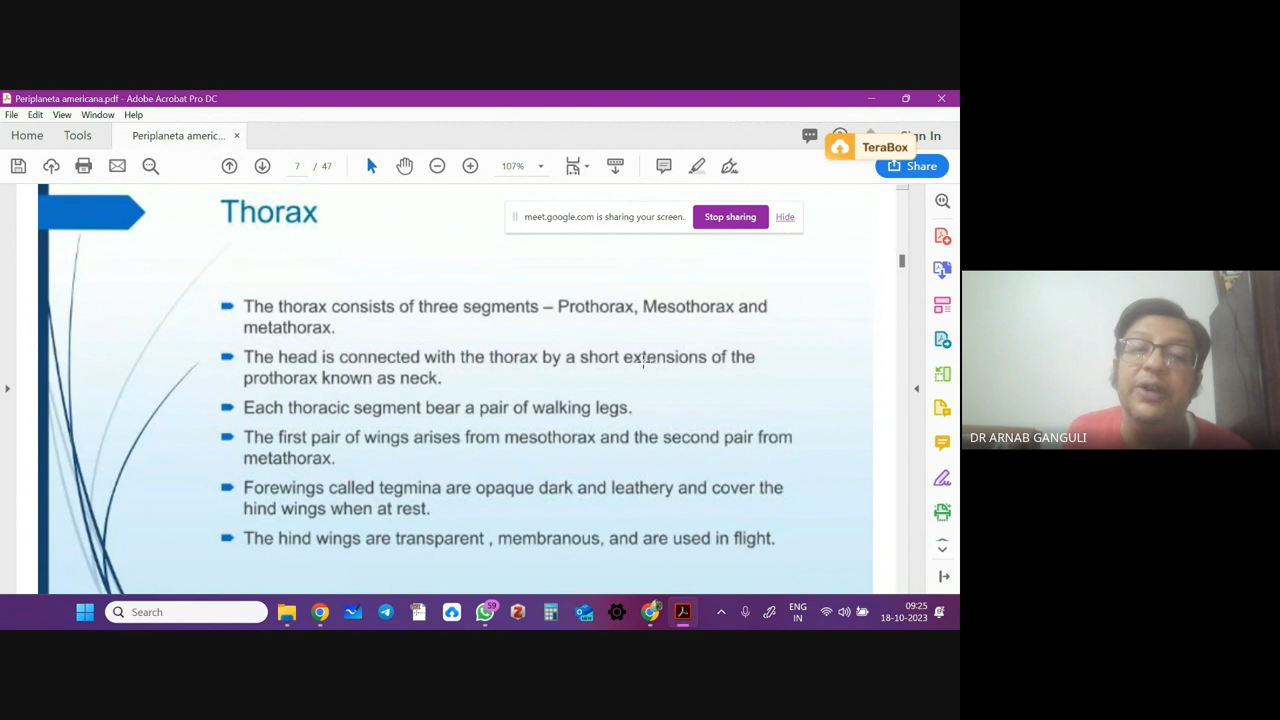 Periplaneta americana.pdf - Adobe Acrobat Pro DC
File Edit View Window Help
Home Tools Periplaneta americ... × Sign In
TeraBox
7 / 47 107% Share
Thorax
meet.google.com is sharing your screen. Stop sharing Hide
The thorax consists of three segments – Prothorax, Mesothorax and
metathorax.
The head is connected with the thorax by a short extensions of the
prothorax known as neck.
Each thoracic segment bear a pair of walking legs.
The first pair of wings arises from mesothorax and the second pair from
metathorax.
Forewings called tegmina are opaque dark and leathery and cover the
hind wings when at rest.
The hind wings are transparent , membranous, and are used in flight.
DR ARNAB GANGULI
Search 59 ENG 09:25
IN 18-10-2023